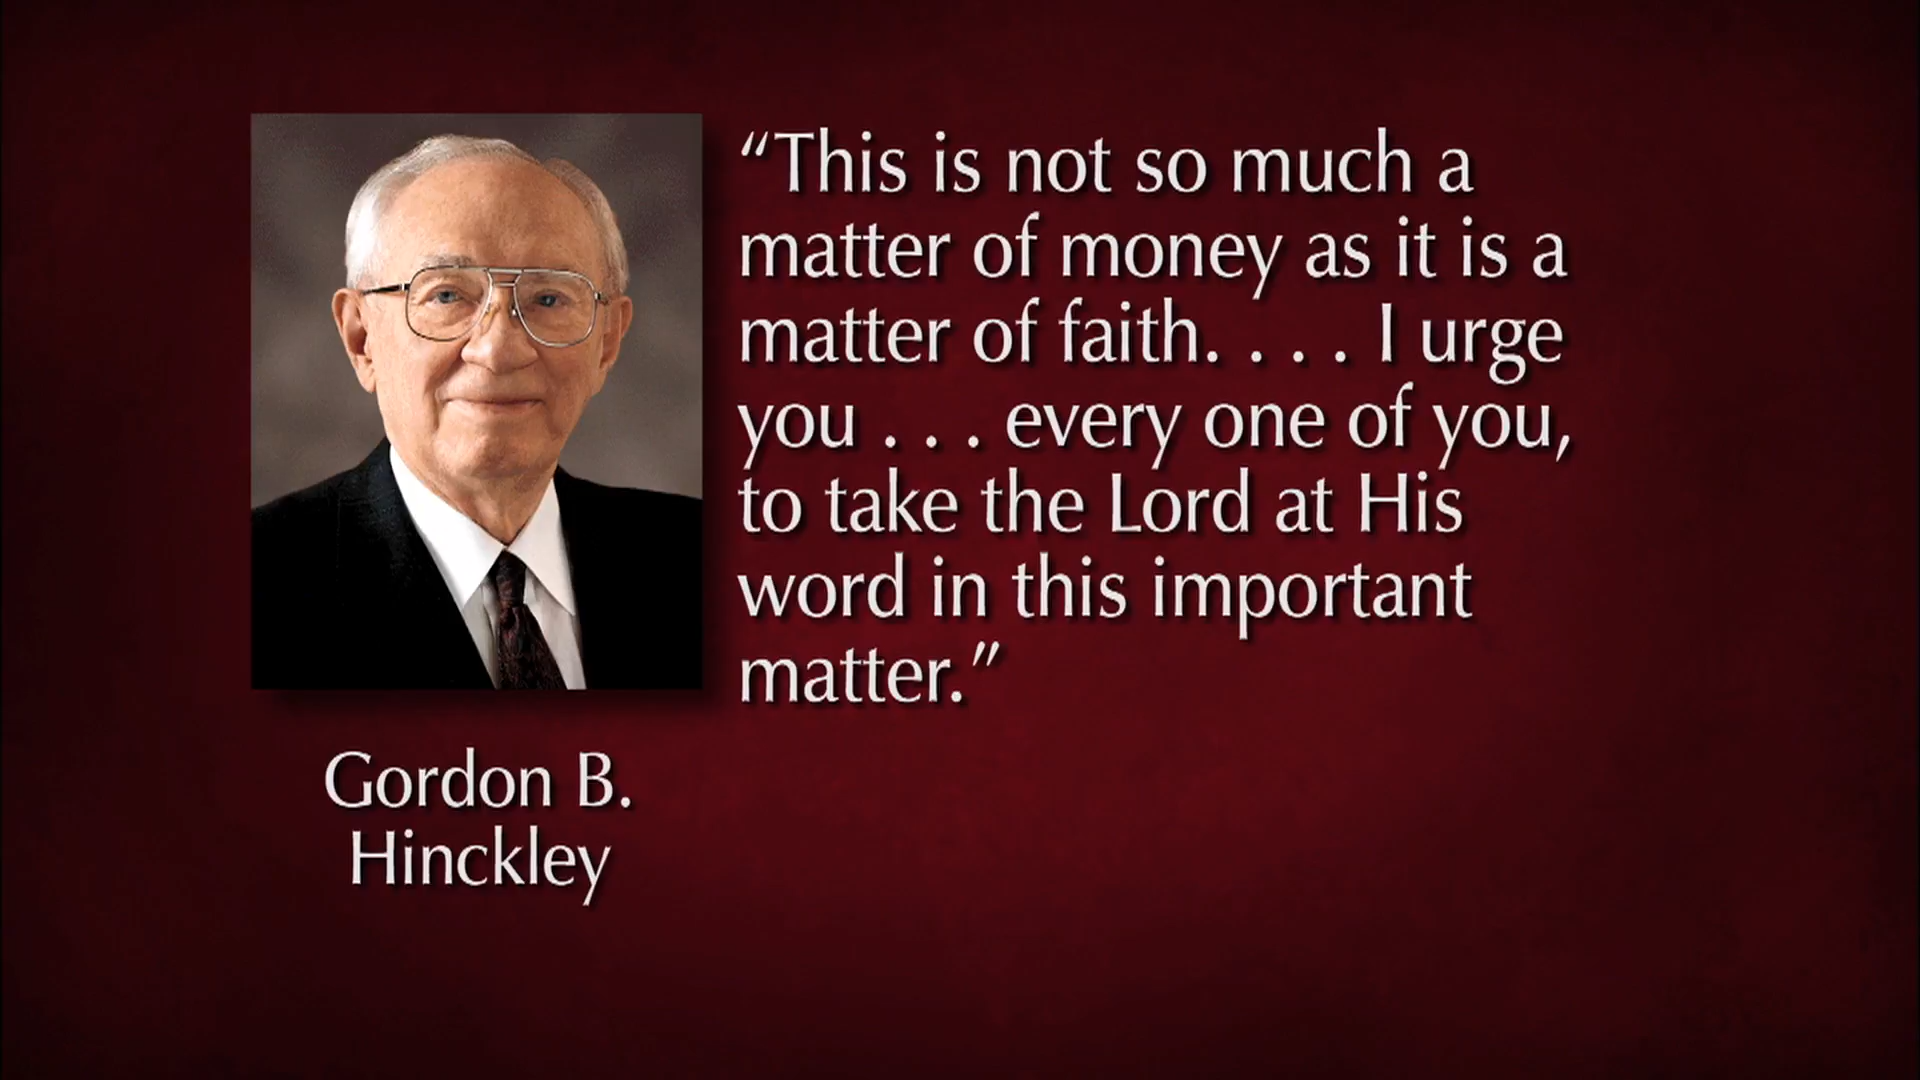 “This is not so much a
matter of money as it is a
matter of faith. . . . I urge
you . . . every one of you,
to take the Lord at His
word in this important
matter.”
Gordon B.
Hinckley